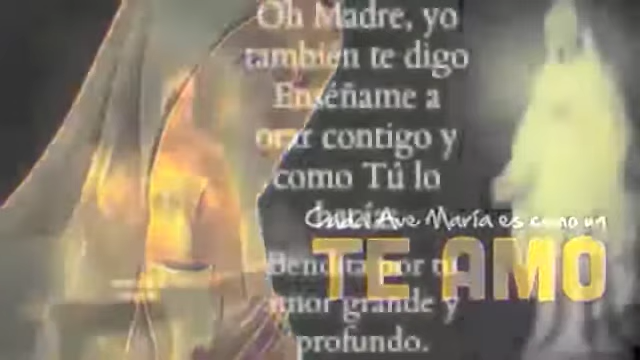 Oh Madre, yo
también te digo
Enséñame a
orar contigo y
como Tú lo
Cada Ave María es como un
TE AMO
Bendita por tu
amor grande y
profundo.